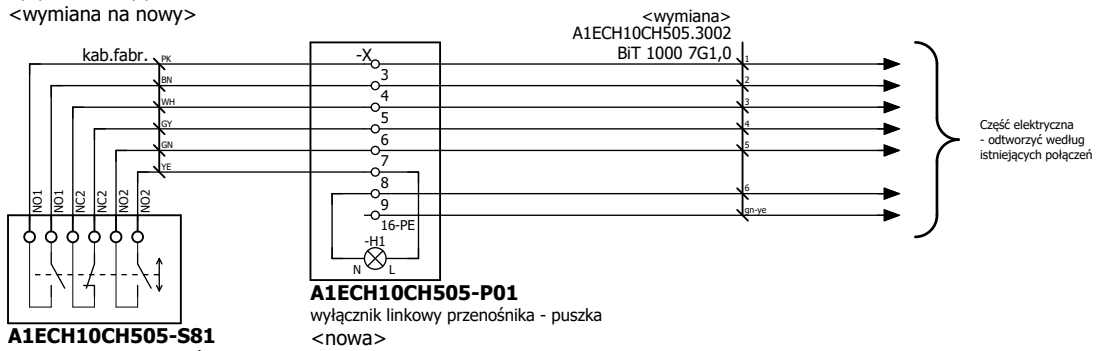 <wymiana na nowy>
<wymiana>
A1ECH10CH505.3002
BiT 1000 7G1,0
kab.fabr.
-X
PK
3
1
BN
4
2
WH
5
3
GY
6
4
GN
7
5
YE
8
6
9
gn-ye
16-PE
-H1
N
L
NO1
NO1
NC2
NC2
NO2
NO2
Część elektryczna
- odtworzyć według
istniejących połączeń
A1ECH10CH505-P01
wyłącznik linkowy przenośnika - puszka
<nowa>
A1ECH10CH505-S81